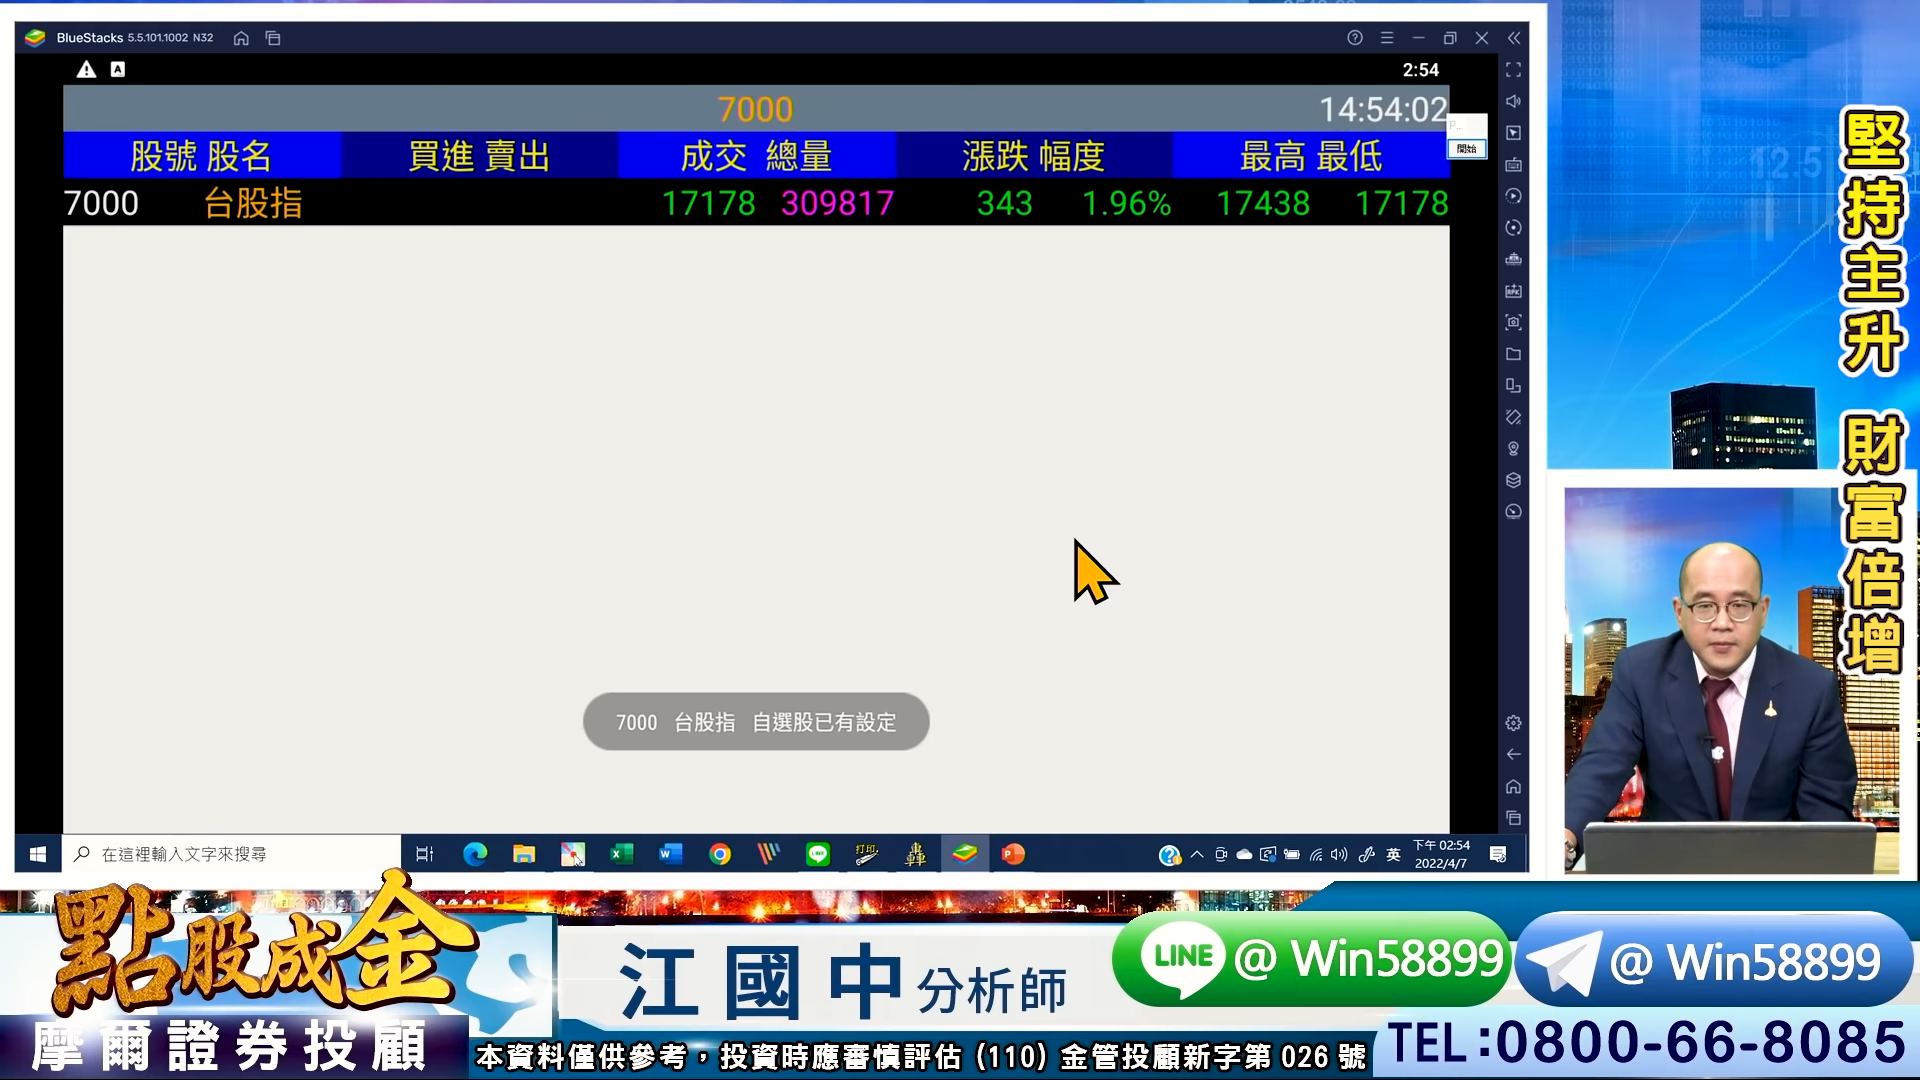 BlueStacks 5.5.101.1002 N32
2:54
7000
14:54:02
股號 股名 買進 賣出 成交 總量 漲跌 幅度 最高 最低
開始
7000 台股指 17178 309817 343 1.96% 17438 17178
7000 台股指 自選股已有設定
在這裡輸入文字來搜尋
打印
英
下午 02:54
2022/4/7
堅持主升 財富倍增
點股成金
摩爾證券投顧
江國中 分析師
LINE @ Win58899
@ Win58899
TEL:0800-66-8085
本資料僅供參考，投資時應審慎評估 (110) 金管投顧新字第 026 號